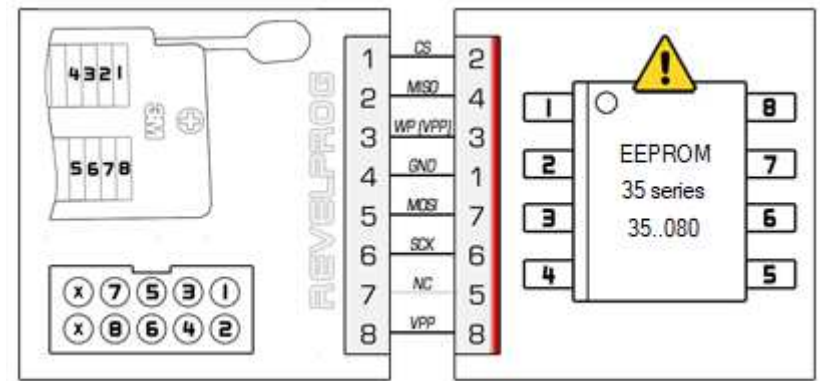 4321
3M
5678
x 7 5 3 1
x 8 6 4 2
REVELPROG
1 CS 2
2 MISO 4
3 WP (VPP) 3
4 GND 1
5 MOSI 7
6 SCK 6
7 NC 5
8 VPP 8
!
1 8
2 7
3 6
4 5
EEPROM
35 series
35..080